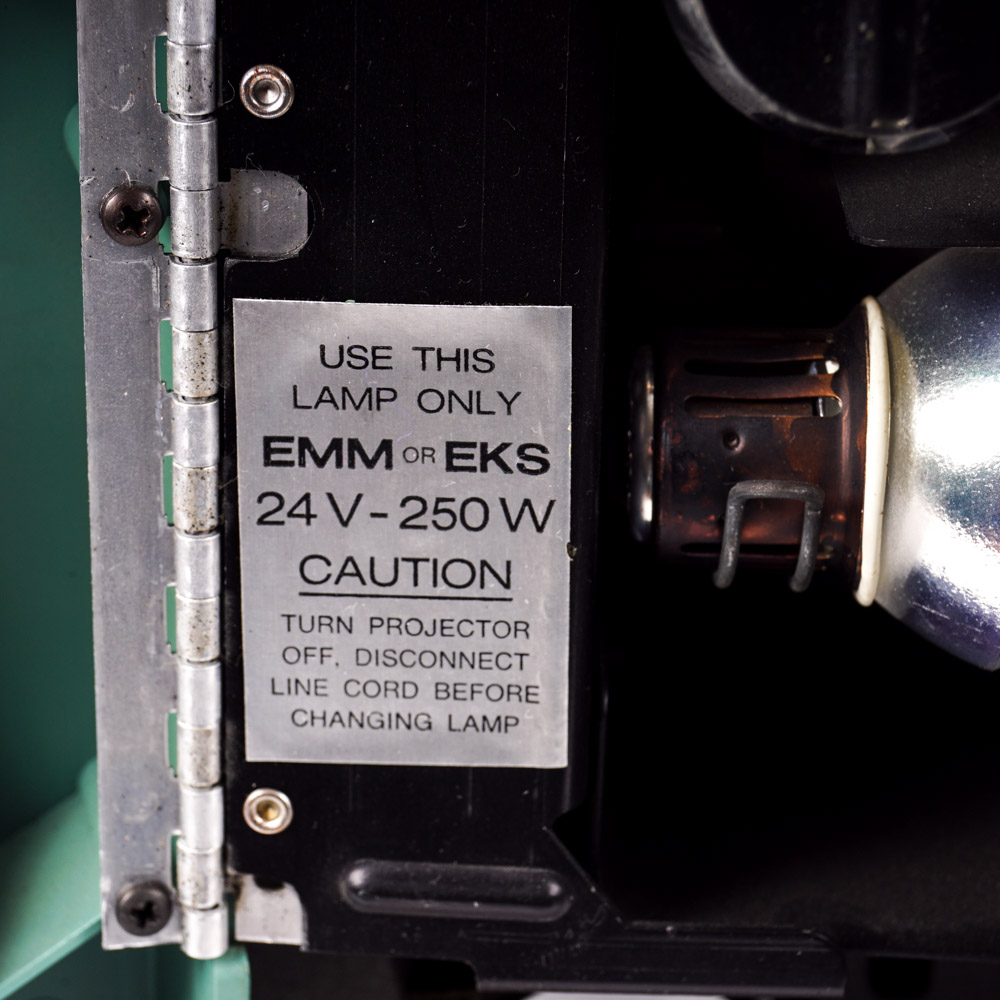 USE THIS
LAMP ONLY
EMM OR EKS
24 V - 250 W
CAUTION
TURN PROJECTOR
OFF, DISCONNECT
LINE CORD BEFORE
CHANGING LAMP